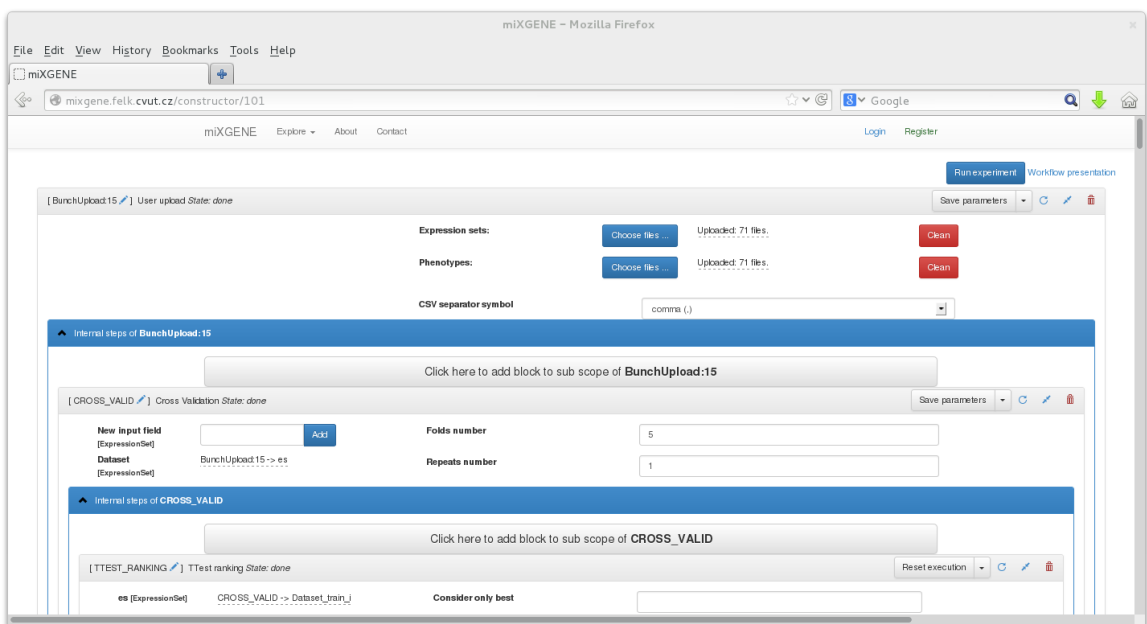 miXGENE - Mozilla Firefox
File Edit View History Bookmarks Tools Help
miXGENE
mixgene.felk.cvut.cz/constructor/101
Google
miXGENE Explore About Contact Login Register
Run experiment Workflow presentation
[ BunchUpload:15 ] User upload State: done Save parameters
Expression sets: Choose files ... Uploaded: 71 files. Clean
Phenotypes: Choose files ... Uploaded: 71 files. Clean
CSV separator symbol comma (,)
Internal steps of BunchUpload:15
Click here to add block to sub scope of BunchUpload:15
[ CROSS_VALID ] Cross Validation State: done Save parameters
New input field Add Folds number 5
[ExpressionSet]
Dataset BunchUpload:15 -> es Repeats number 1
[ExpressionSet]
Internal steps of CROSS_VALID
Click here to add block to sub scope of CROSS_VALID
[ TTEST_RANKING ] TTest ranking State: done Reset execution
es [ExpressionSet] CROSS_VALID -> Dataset_train_i Consider only best